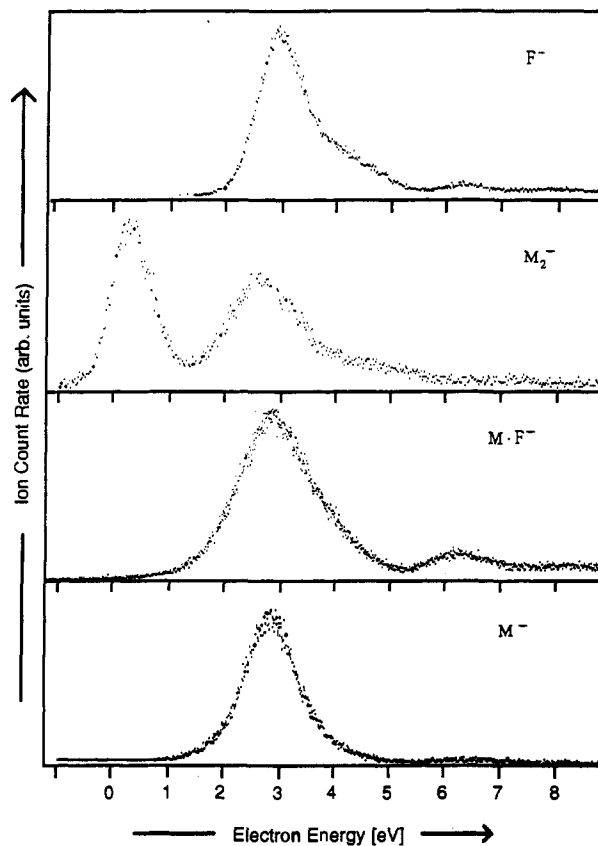 F⁻
M₂⁻
M · F⁻
M⁻
Ion Count Rate (arb. units)
0 1 2 3 4 5 6 7 8
Electron Energy [eV]